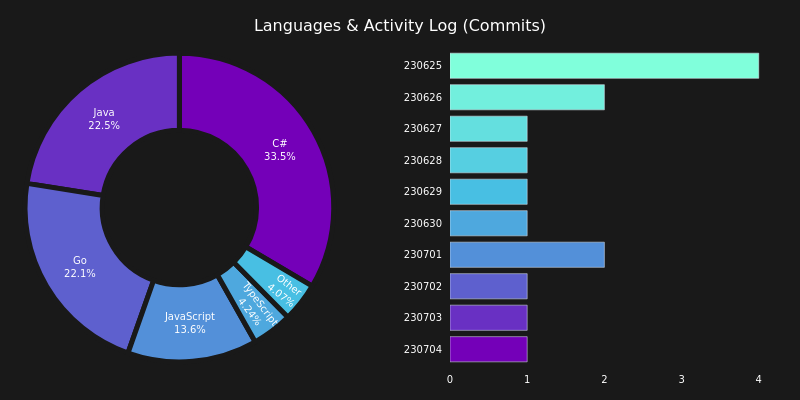 Languages & Activity Log (Commits)
Java
22.5%
C#
33.5%
Go
22.1%
JavaScript
13.6%
TypeScript
4.24%
Other
4.07%
230625
230626
230627
230628
230629
230630
230701
230702
230703
230704
0 1 2 3 4